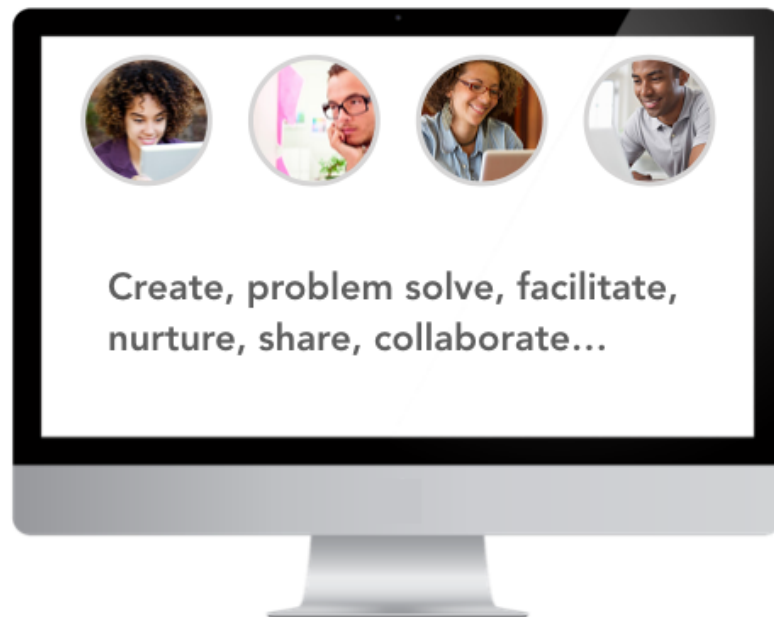 Create, problem solve, facilitate,
nurture, share, collaborate…